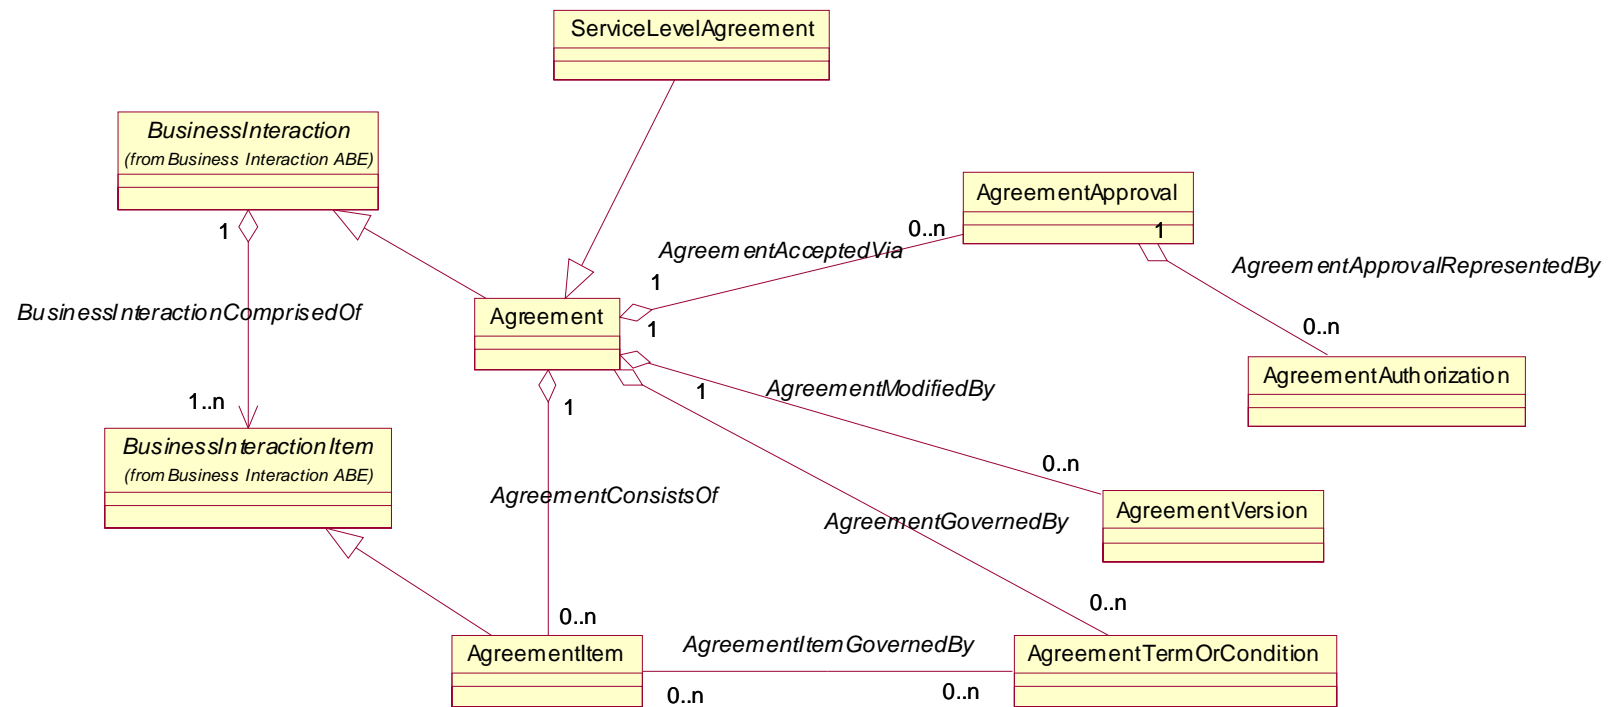 ServiceLevelAgreement
BusinessInteraction
(from Business Interaction ABE)
AgreementApproval
1
1
0..n
AgreementAcceptedVia
AgreementApprovalRepresentedBy
1
BusinessInteractionComprisedOf
Agreement
1
0..n
AgreementAuthorization
AgreementModifiedBy
1
1
1..n
BusinessInteractionItem
(from Business Interaction ABE)
0..n
AgreementConsistsOf
AgreementGovernedBy
AgreementVersion
0..n
0..n
AgreementItem
AgreementItemGovernedBy
AgreementTermOrCondition
0..n
0..n